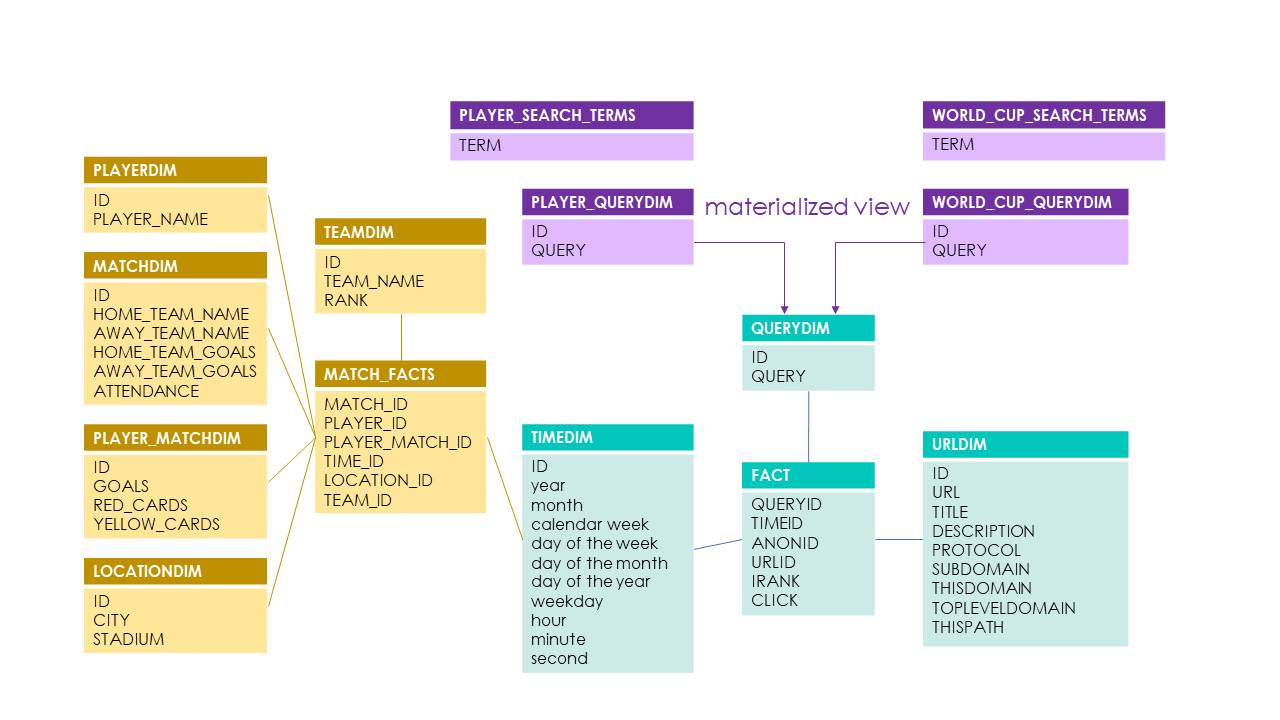 PLAYER_SEARCH_TERMS
TERM
WORLD_CUP_SEARCH_TERMS
TERM
PLAYERDIM
ID
PLAYER_NAME
MATCHDIM
ID
HOME_TEAM_NAME
AWAY_TEAM_NAME
HOME_TEAM_GOALS
AWAY_TEAM_GOALS
ATTENDANCE
PLAYER_MATCHDIM
ID
GOALS
RED_CARDS
YELLOW_CARDS
LOCATIONDIM
ID
CITY
STADIUM
TEAMDIM
ID
TEAM_NAME
RANK
MATCH_FACTS
MATCH_ID
PLAYER_ID
PLAYER_MATCH_ID
TIME_ID
LOCATION_ID
TEAM_ID
PLAYER_QUERYDIM
ID
QUERY
materialized view
WORLD_CUP_QUERYDIM
ID
QUERY
QUERYDIM
ID
QUERY
TIMEDIM
ID
year
month
calendar week
day of the week
day of the month
day of the year
weekday
hour
minute
second
FACT
QUERYID
TIMEID
ANONID
URLID
IRANK
CLICK
URLDIM
ID
URL
TITLE
DESCRIPTION
PROTOCOL
SUBDOMAIN
THISDOMAIN
TOPLEVELDOMAIN
THISPATH